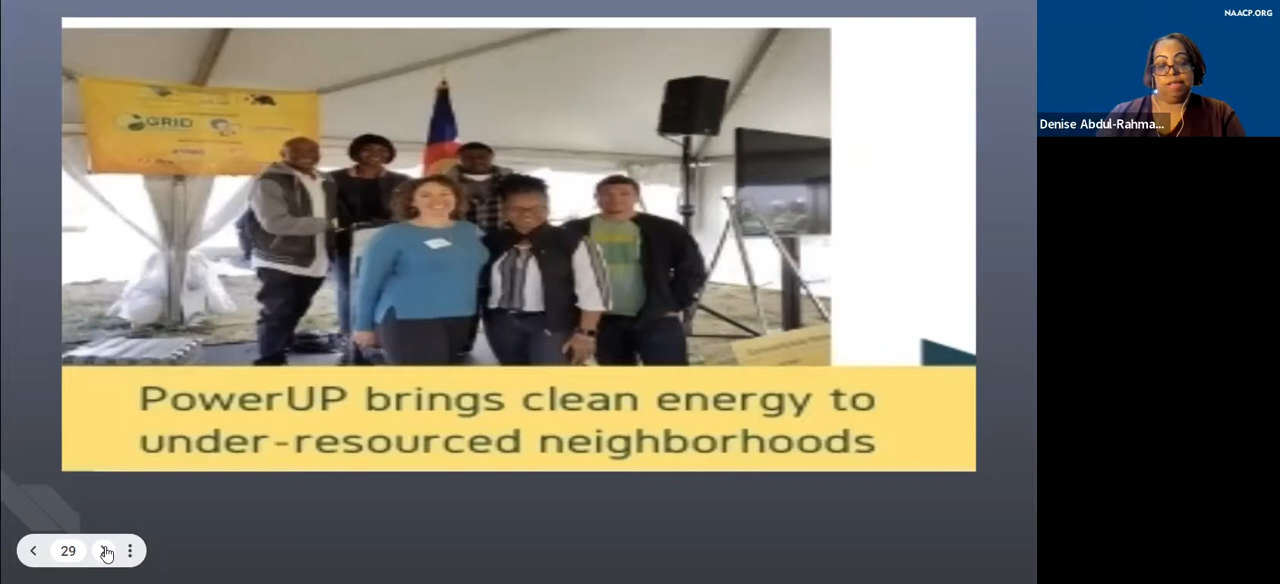 NAACP.ORG
GRID
Denise Abdul-Rahma...
PowerUP brings clean energy to
under-resourced neighborhoods
29